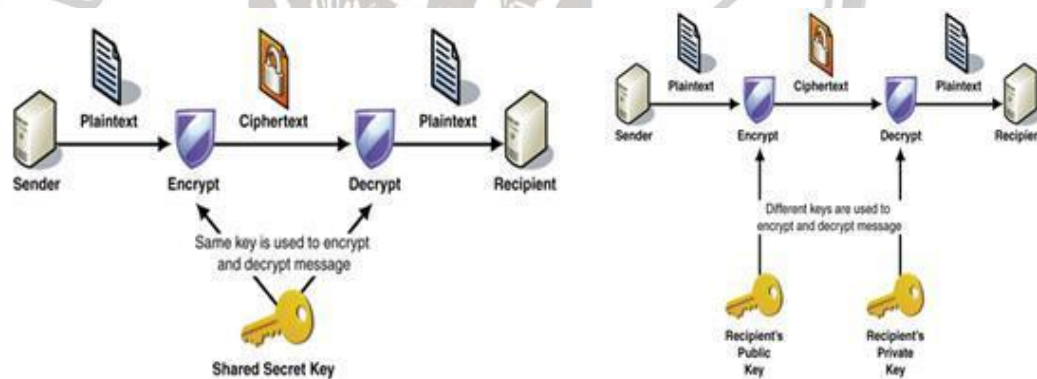 Plaintext
Ciphertext
Plaintext
Sender
Encrypt
Decrypt
Recipient
Same key is used to encrypt
and decrypt message
Shared Secret Key
Plaintext
Ciphertext
Plaintext
Sender
Encrypt
Decrypt
Recipien
Different keys are used to
encrypt and decrypt message
Recipient's
Public
Key
Recipient's
Private
Key